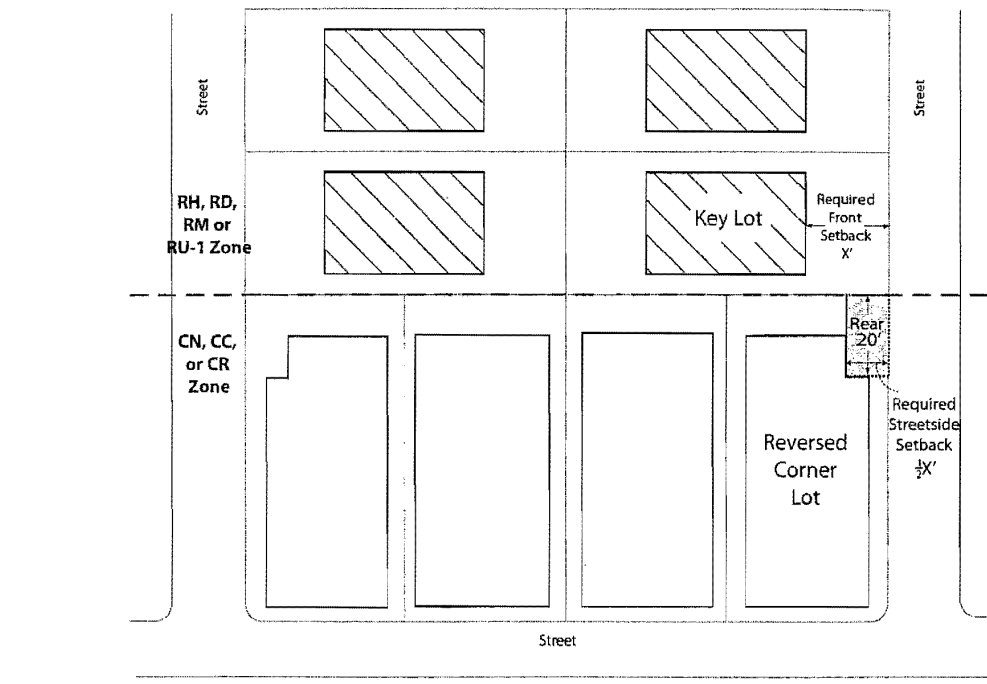 Street
Street
RH, RD,
RM or
RU-1 Zone
Key Lot
Required
Front
Setback
X'
CN, CC,
or CR
Zone
Rear
20'
Required
Streetside
Setback
½X'
Reversed
Corner
Lot
Street